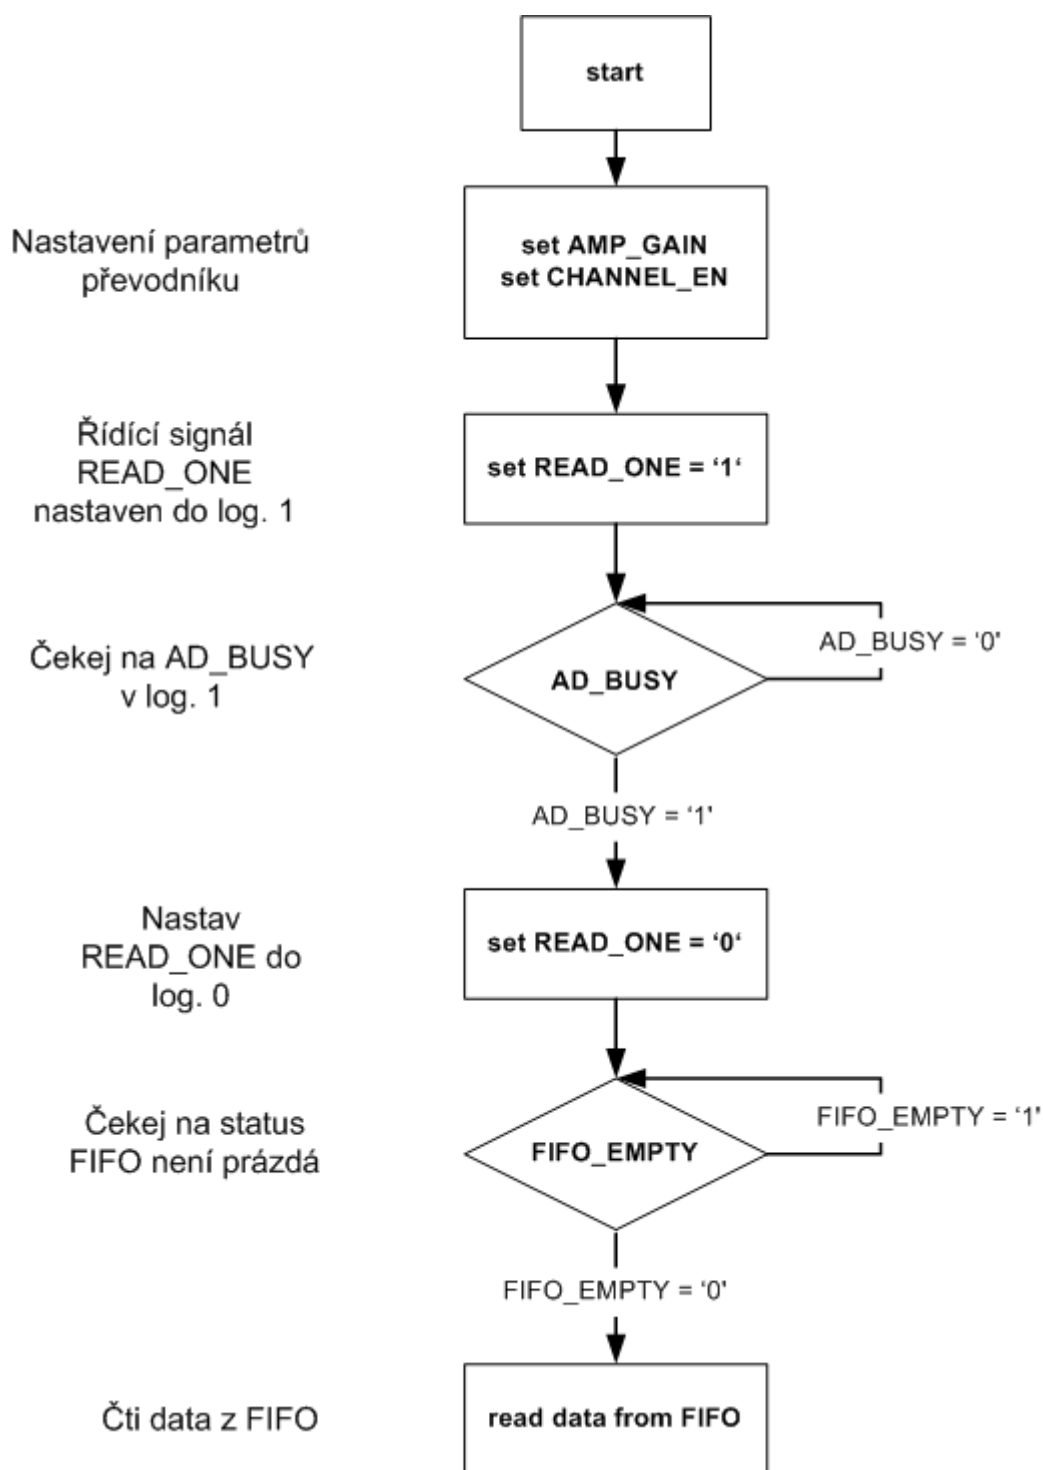 start
Nastavení parametrů
převodníku
set AMP_GAIN
set CHANNEL_EN
Řídící signál
READ_ONE
nastaven do log. 1
set READ_ONE = ‘1‘
Čekej na AD_BUSY
v log. 1
AD_BUSY
AD_BUSY = ‘0’
AD_BUSY = ‘1’
Nastav
READ_ONE do
log. 0
set READ_ONE = ‘0‘
Čekej na status
FIFO není prázdá
FIFO_EMPTY
FIFO_EMPTY = ‘1’
FIFO_EMPTY = ‘0’
Čti data z FIFO
read data from FIFO